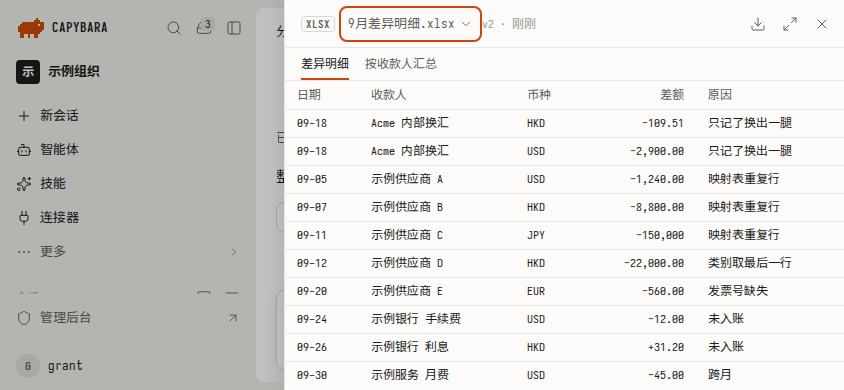 CAPYBARA
3
示 示例组织
新会话
智能体
技能
连接器
更多
管理后台
G grant
XLSX 9月差异明细.xlsx v2 · 刚刚
差异明细 按收款人汇总
日期 收款人 币种 差额 原因
09-18 Acme 内部换汇 HKD -109.51 只记了换出一腿
09-18 Acme 内部换汇 USD -2,900.00 只记了换出一腿
09-05 示例供应商 A USD -1,240.00 映射表重复行
09-07 示例供应商 B HKD -8,800.00 映射表重复行
09-11 示例供应商 C JPY -150,000 映射表重复行
09-12 示例供应商 D HKD -22,000.00 类别取最后一行
09-20 示例供应商 E EUR -560.00 发票号缺失
09-24 示例银行 手续费 USD -12.00 未入账
09-26 示例银行 利息 HKD +31.20 未入账
09-30 示例服务 月费 USD -45.00 跨月